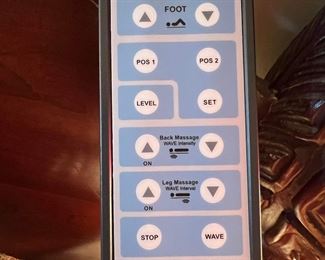 FOOT
POS 1 POS 2
LEVEL SET
Back Massage
WAVE Intensity
ON
Leg Massage
WAVE Interval
ON
STOP WAVE